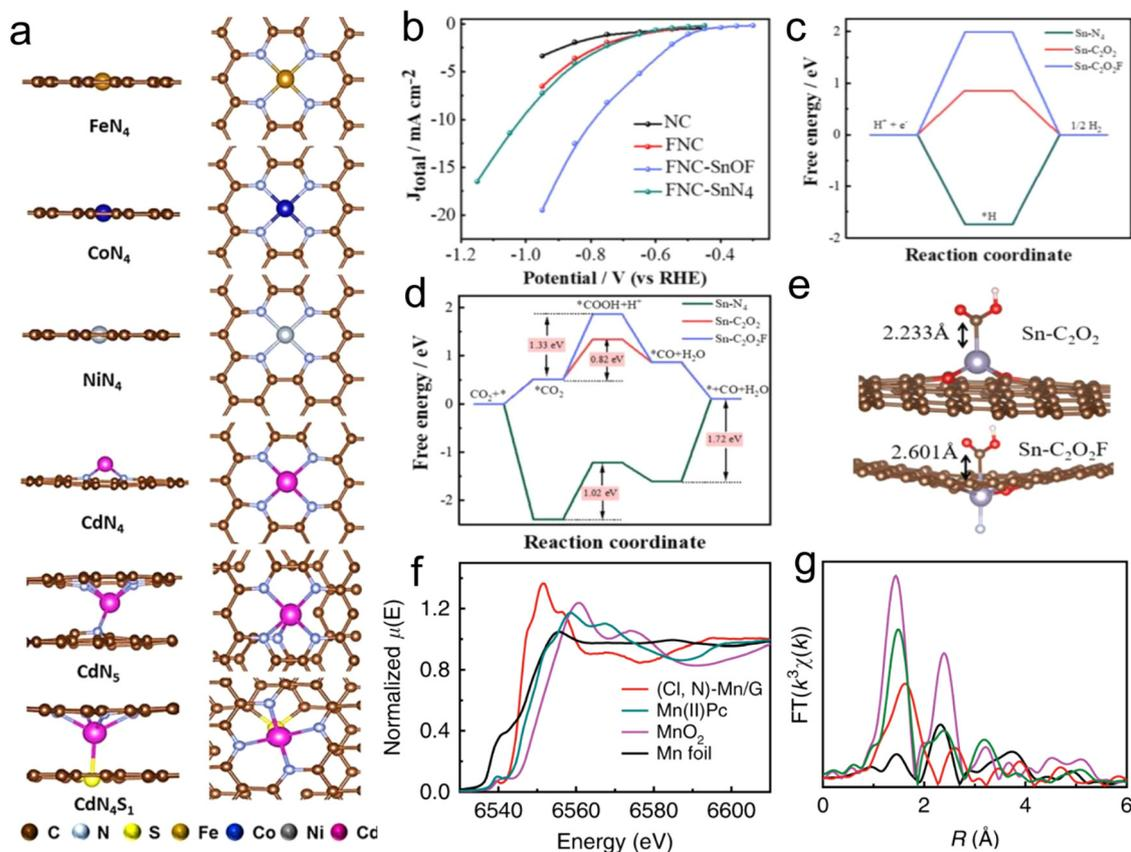 a
FeN4
CoN4
NiN4
CdN4
CdN5
CdN4S1
C N S Fe Co Ni Cd
b
0
-5
-10
-15
-20
Jtotal / mA cm-2
NC
FNC
FNC-SnOF
FNC-SnN4
-1.2 -1.0 -0.8 -0.6 -0.4
Potential / V (vs RHE)
c
2
1
0
-1
-2
Free energy / eV
Sn-N4
Sn-C2O2
Sn-C2O2F
H+ + e-
1/2 H2
*H
Reaction coordinate
d
2
1
0
-1
-2
Free energy / eV
*COOH+H+
Sn-N4
Sn-C2O2
Sn-C2O2F
1.33 eV
0.82 eV
*CO+H2O
CO2+*
*CO2
*+CO+H2O
1.72 eV
1.02 eV
Reaction coordinate
e
2.233Å
Sn-C2O2
2.601Å
Sn-C2O2F
f
1.2
0.8
0.4
0.0
Normalized μ(E)
(Cl, N)-Mn/G
Mn(II)Pc
MnO2
Mn foil
6540 6560 6580 6600
Energy (eV)
g
FT(k3χ(k))
0 2 4 6
R (Å)